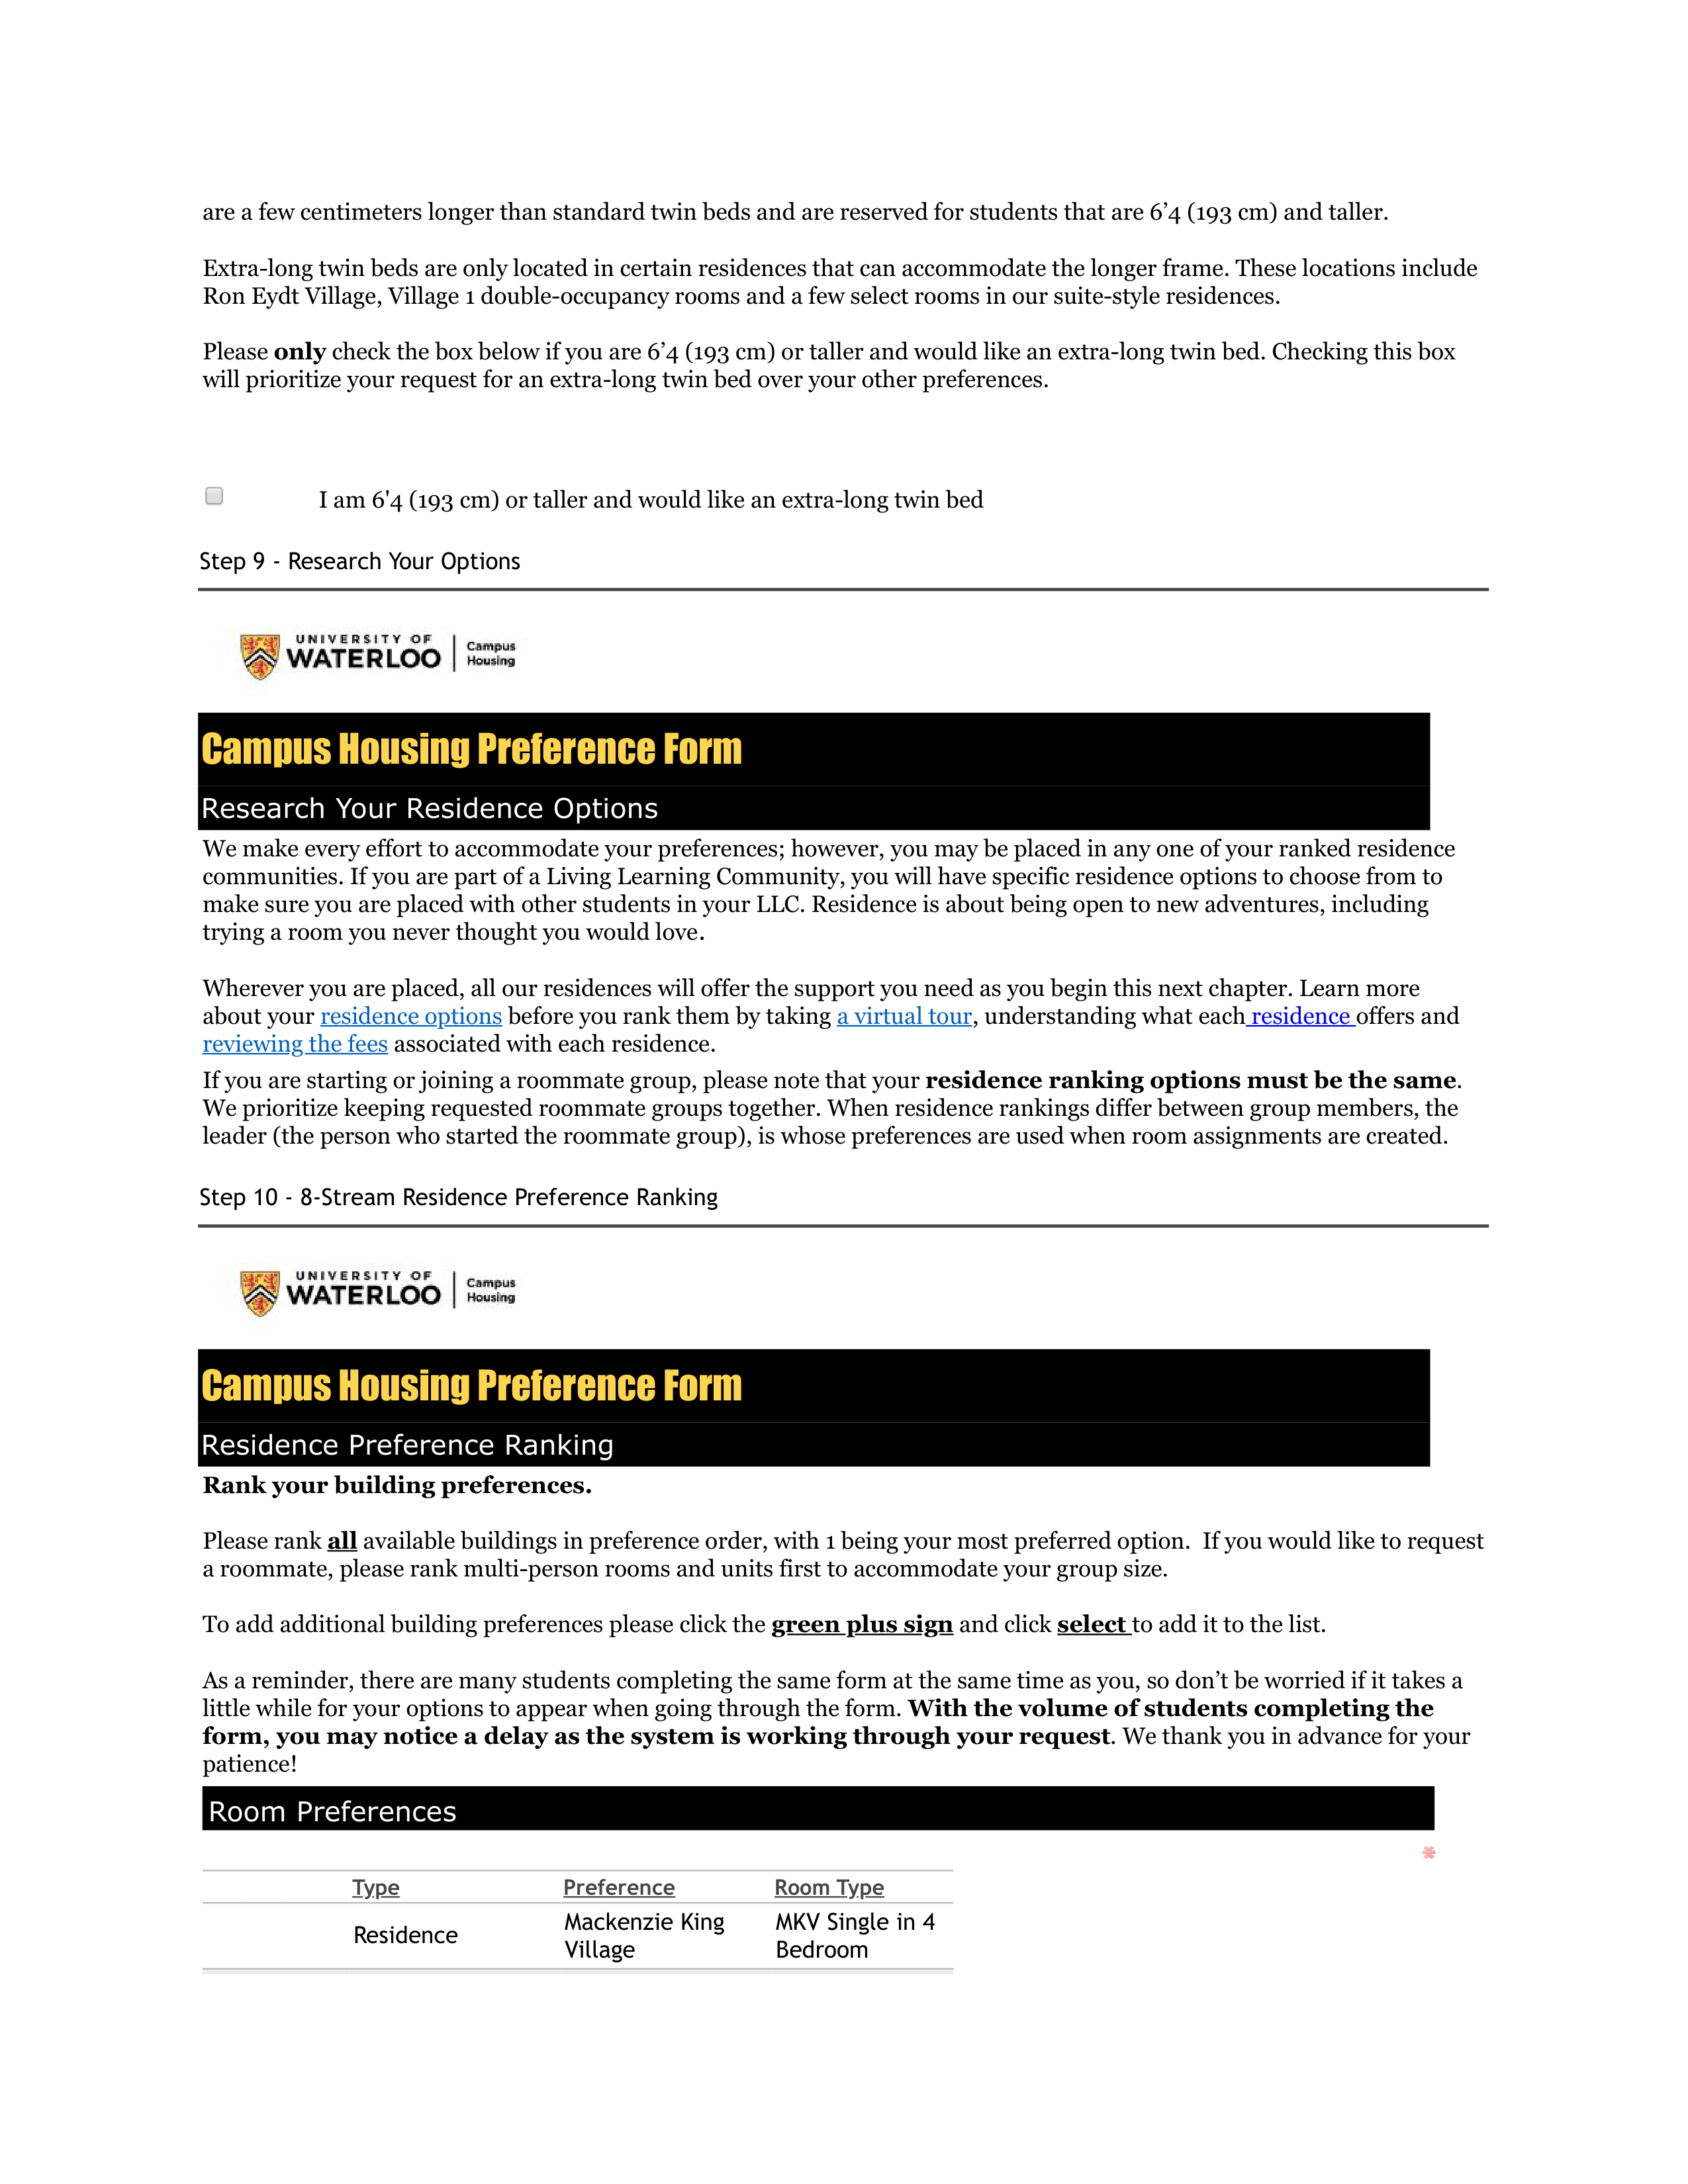 are a few centimeters longer than standard twin beds and are reserved for students that are 6’4 (193 cm) and taller.
Extra-long twin beds are only located in certain residences that can accommodate the longer frame. These locations include
Ron Eydt Village, Village 1 double-occupancy rooms and a few select rooms in our suite-style residences.
Please only check the box below if you are 6’4 (193 cm) or taller and would like an extra-long twin bed. Checking this box
will prioritize your request for an extra-long twin bed over your other preferences.
I am 6'4 (193 cm) or taller and would like an extra-long twin bed
Step 9 - Research Your Options
UNIVERSITY OF
WATERLOO
Campus
Housing
Campus Housing Preference Form
Research Your Residence Options
We make every effort to accommodate your preferences; however, you may be placed in any one of your ranked residence
communities. If you are part of a Living Learning Community, you will have specific residence options to choose from to
make sure you are placed with other students in your LLC. Residence is about being open to new adventures, including
trying a room you never thought you would love.
Wherever you are placed, all our residences will offer the support you need as you begin this next chapter. Learn more
about your residence options before you rank them by taking a virtual tour, understanding what each residence offers and
reviewing the fees associated with each residence.
If you are starting or joining a roommate group, please note that your residence ranking options must be the same.
We prioritize keeping requested roommate groups together. When residence rankings differ between group members, the
leader (the person who started the roommate group), is whose preferences are used when room assignments are created.
Step 10 - 8-Stream Residence Preference Ranking
UNIVERSITY OF
WATERLOO
Campus
Housing
Campus Housing Preference Form
Residence Preference Ranking
Rank your building preferences.
Please rank all available buildings in preference order, with 1 being your most preferred option.  If you would like to request
a roommate, please rank multi-person rooms and units first to accommodate your group size.
To add additional building preferences please click the green plus sign and click select to add it to the list.
As a reminder, there are many students completing the same form at the same time as you, so don’t be worried if it takes a
little while for your options to appear when going through the form. With the volume of students completing the
form, you may notice a delay as the system is working through your request. We thank you in advance for your
patience!
Room Preferences
*
Type Preference Room Type
Residence Mackenzie King Village MKV Single in 4 Bedroom